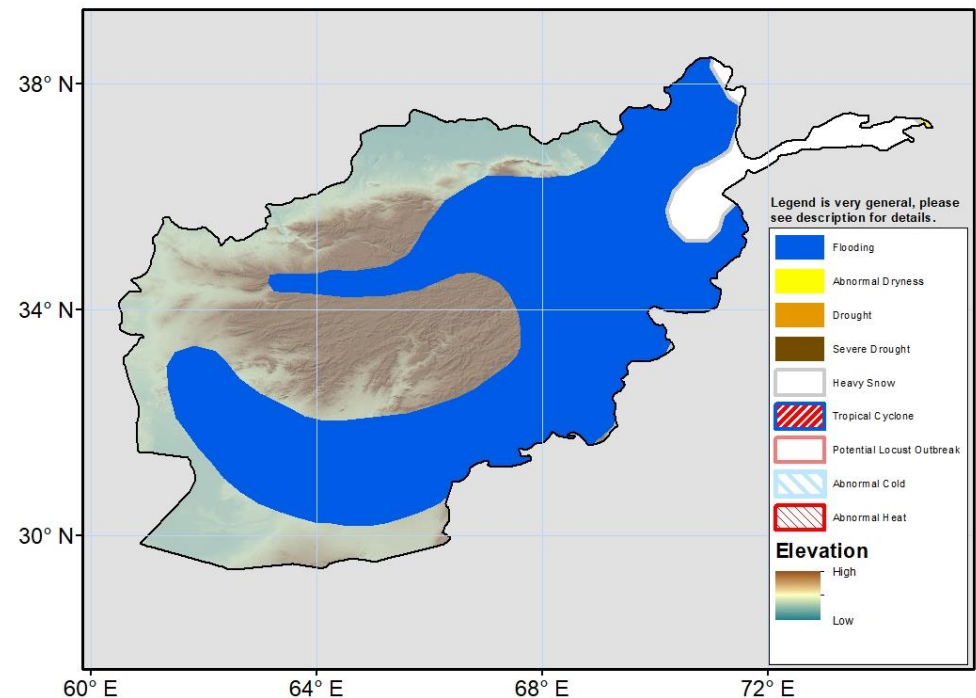 38° N
34° N
30° N
60° E
64° E
68° E
72° E
Legend is very general, please
see description for details.
Flooding
Abnormal Dryness
Drought
Severe Drought
Heavy Snow
Tropical Cyclone
Potential Locust Outbreak
Abnormal Cold
Abnormal Heat
Elevation
High
Low